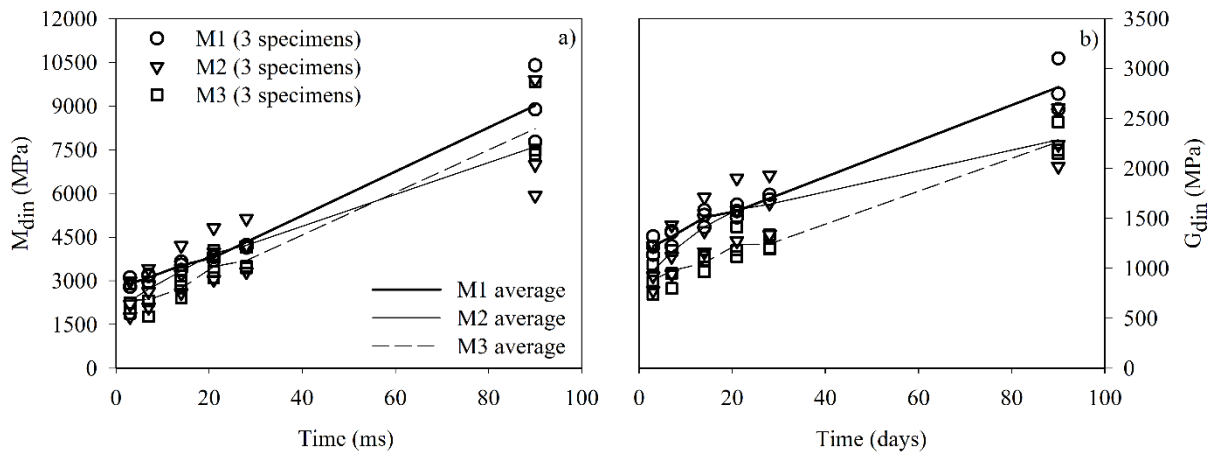 12000
10500
9000
7500
6000
4500
3000
1500
0
M_din (MPa)
a)
M1 (3 specimens)
M2 (3 specimens)
M3 (3 specimens)
M1 average
M2 average
M3 average
0 20 40 60 80 100
Time (ms)
b)
3500
3000
2500
2000
1500
1000
500
0
G_din (MPa)
0 20 40 60 80 100
Time (days)